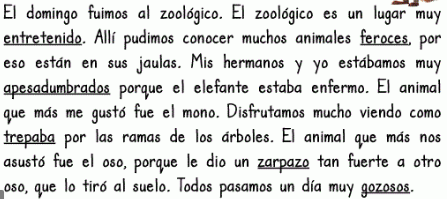 El domingo fuimos al zoológico. El zoológico es un lugar muy
entretenido. Allí pudimos conocer muchos animales feroces, por
eso están en sus jaulas. Mis hermanos y yo estábamos muy
apesadumbrados porque el elefante estaba enfermo. El animal
que más me gustó fue el mono. Disfrutamos mucho viendo como
trepaba por las ramas de los árboles. El animal que más nos
asustó fue el oso, porque le dio un zarpazo tan fuerte a otro
oso, que lo tiró al suelo. Todos pasamos un día muy gozosos.